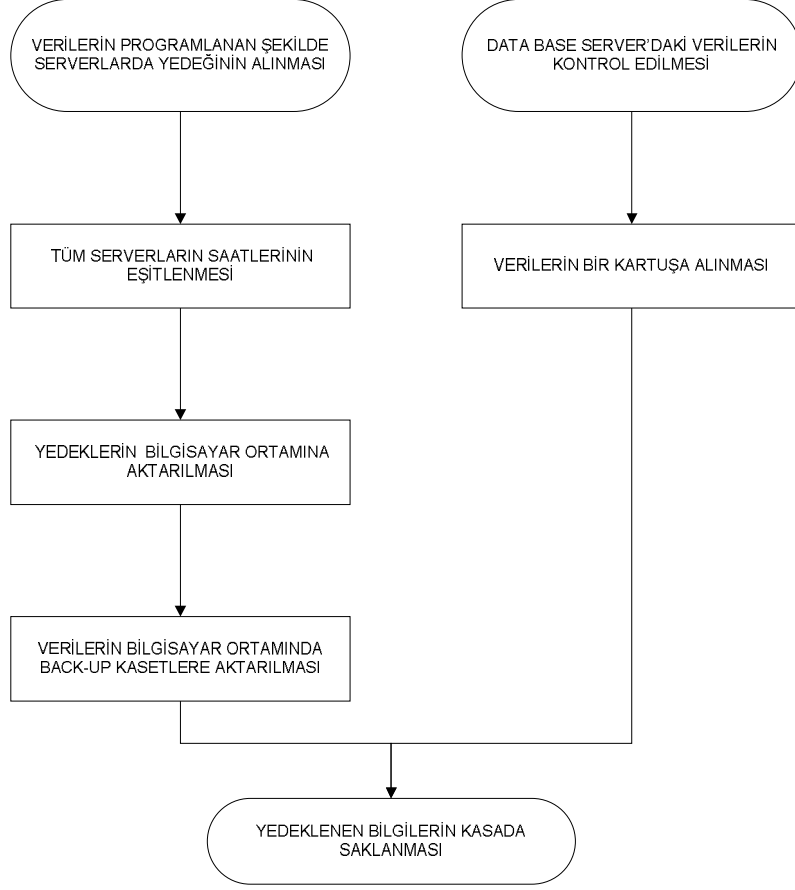 VERİLERİN PROGRAMLANAN ŞEKİLDE
SERVERLARDA YEDEĞİNİN ALINMASI
DATA BASE SERVER'DAKİ VERİLERİN
KONTROL EDİLMESİ
TÜM SERVERLARIN SAATLERİNİN
EŞİTLENMESİ
VERİLERİN BİR KARTUŞA ALINMASI
YEDEKLERİN BİLGİSAYAR ORTAMINA
AKTARILMASI
VERİLERİN BİLGİSAYAR ORTAMINDA
BACK-UP KASETLERE AKTARILMASI
YEDEKLENEN BİLGİLERİN KASADA
SAKLANMASI